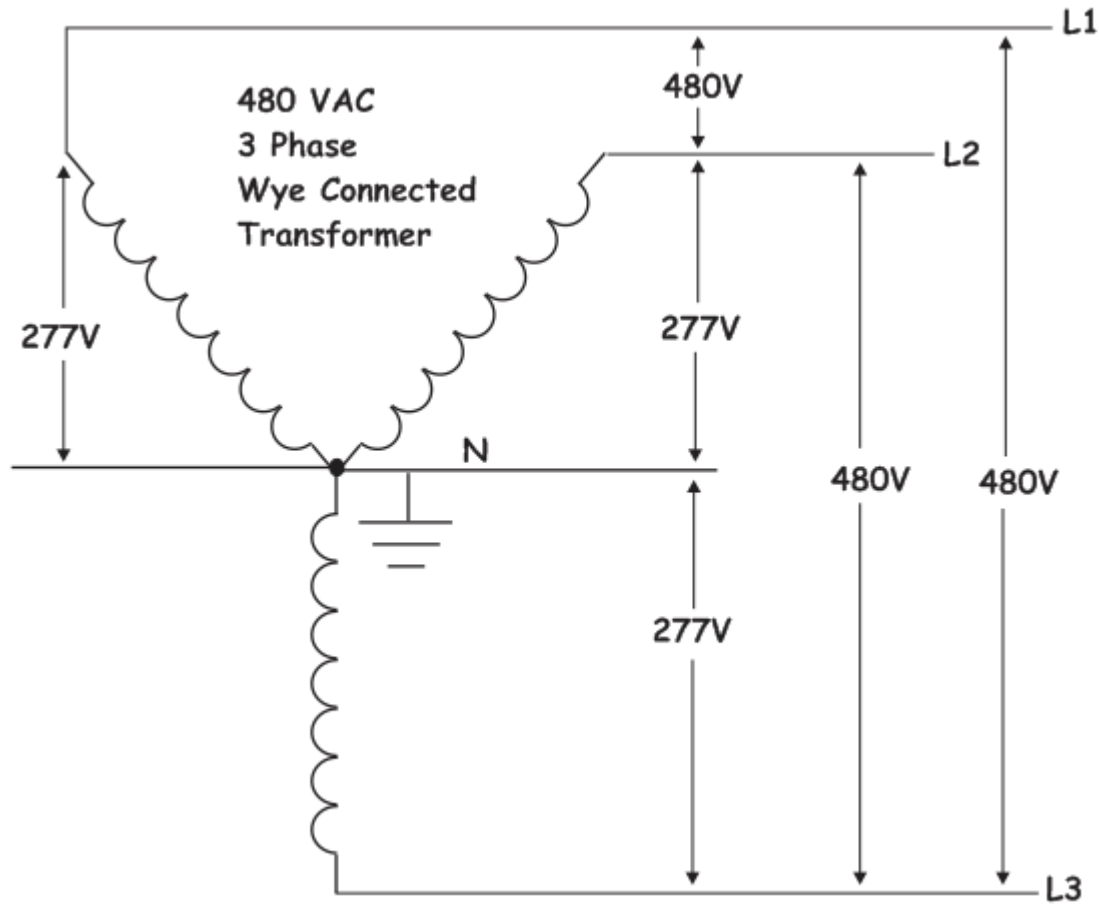 L1
480V
480 VAC
3 Phase
Wye Connected
Transformer
L2
277V
277V
N
480V
480V
277V
L3